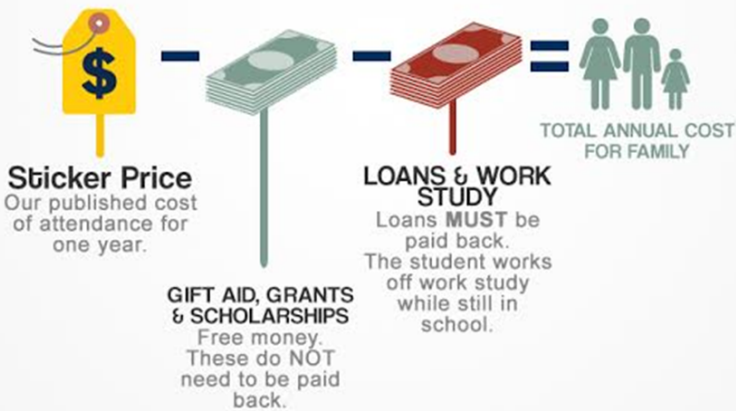 $
Sticker Price
Our published cost
of attendance for
one year.
GIFT AID, GRANTS
& SCHOLARSHIPS
Free money.
These do NOT
need to be paid
back.
LOANS & WORK
STUDY
Loans MUST be
paid back.
The student works
off work study
while still in
school.
TOTAL ANNUAL COST
FOR FAMILY